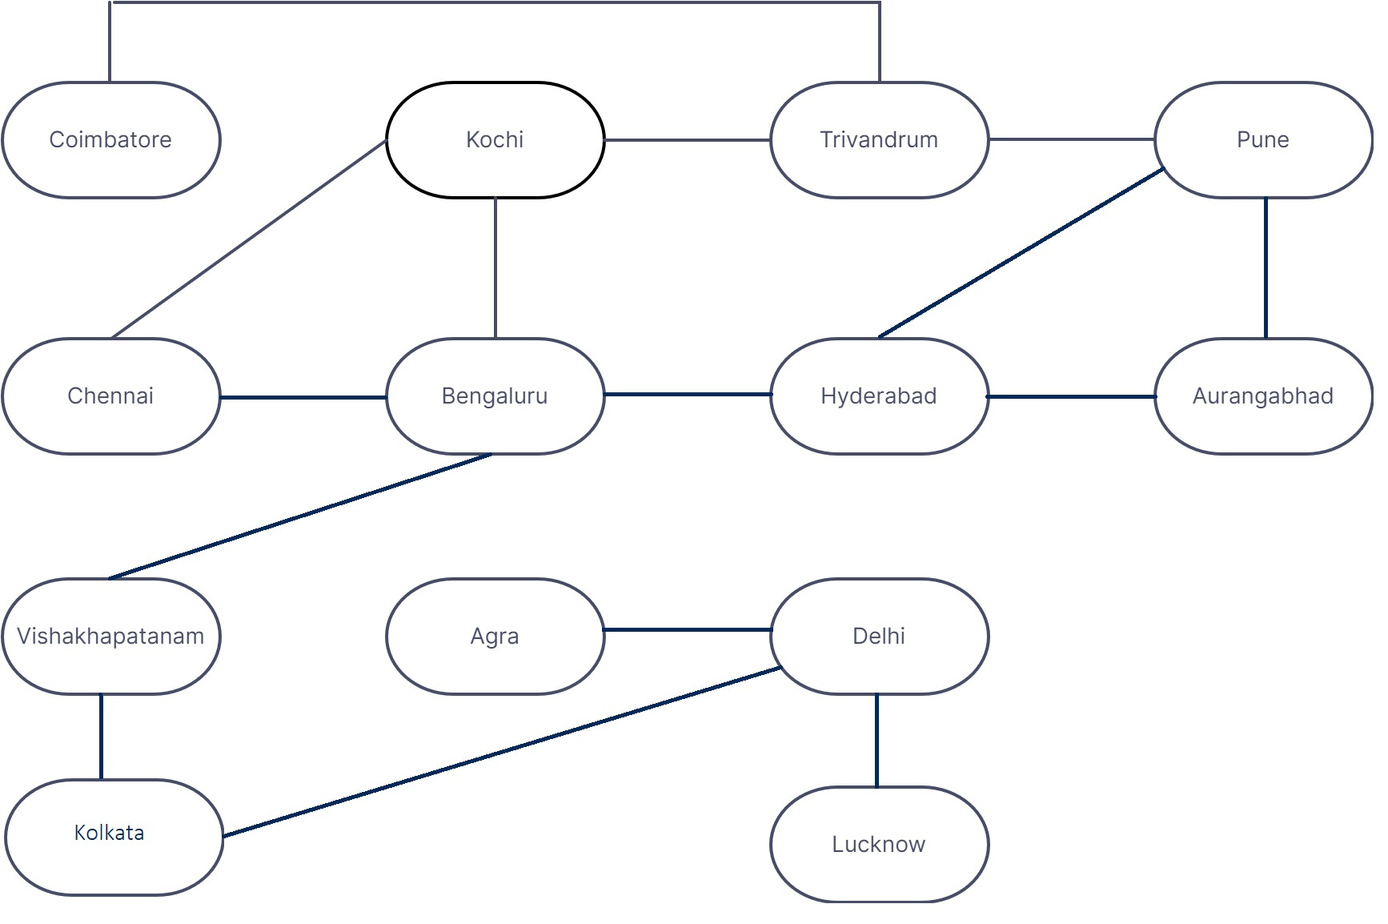 Coimbatore
Kochi
Trivandrum
Pune
Chennai
Bengaluru
Hyderabad
Aurangabhad
Vishakhapatanam
Agra
Delhi
Kolkata
Lucknow